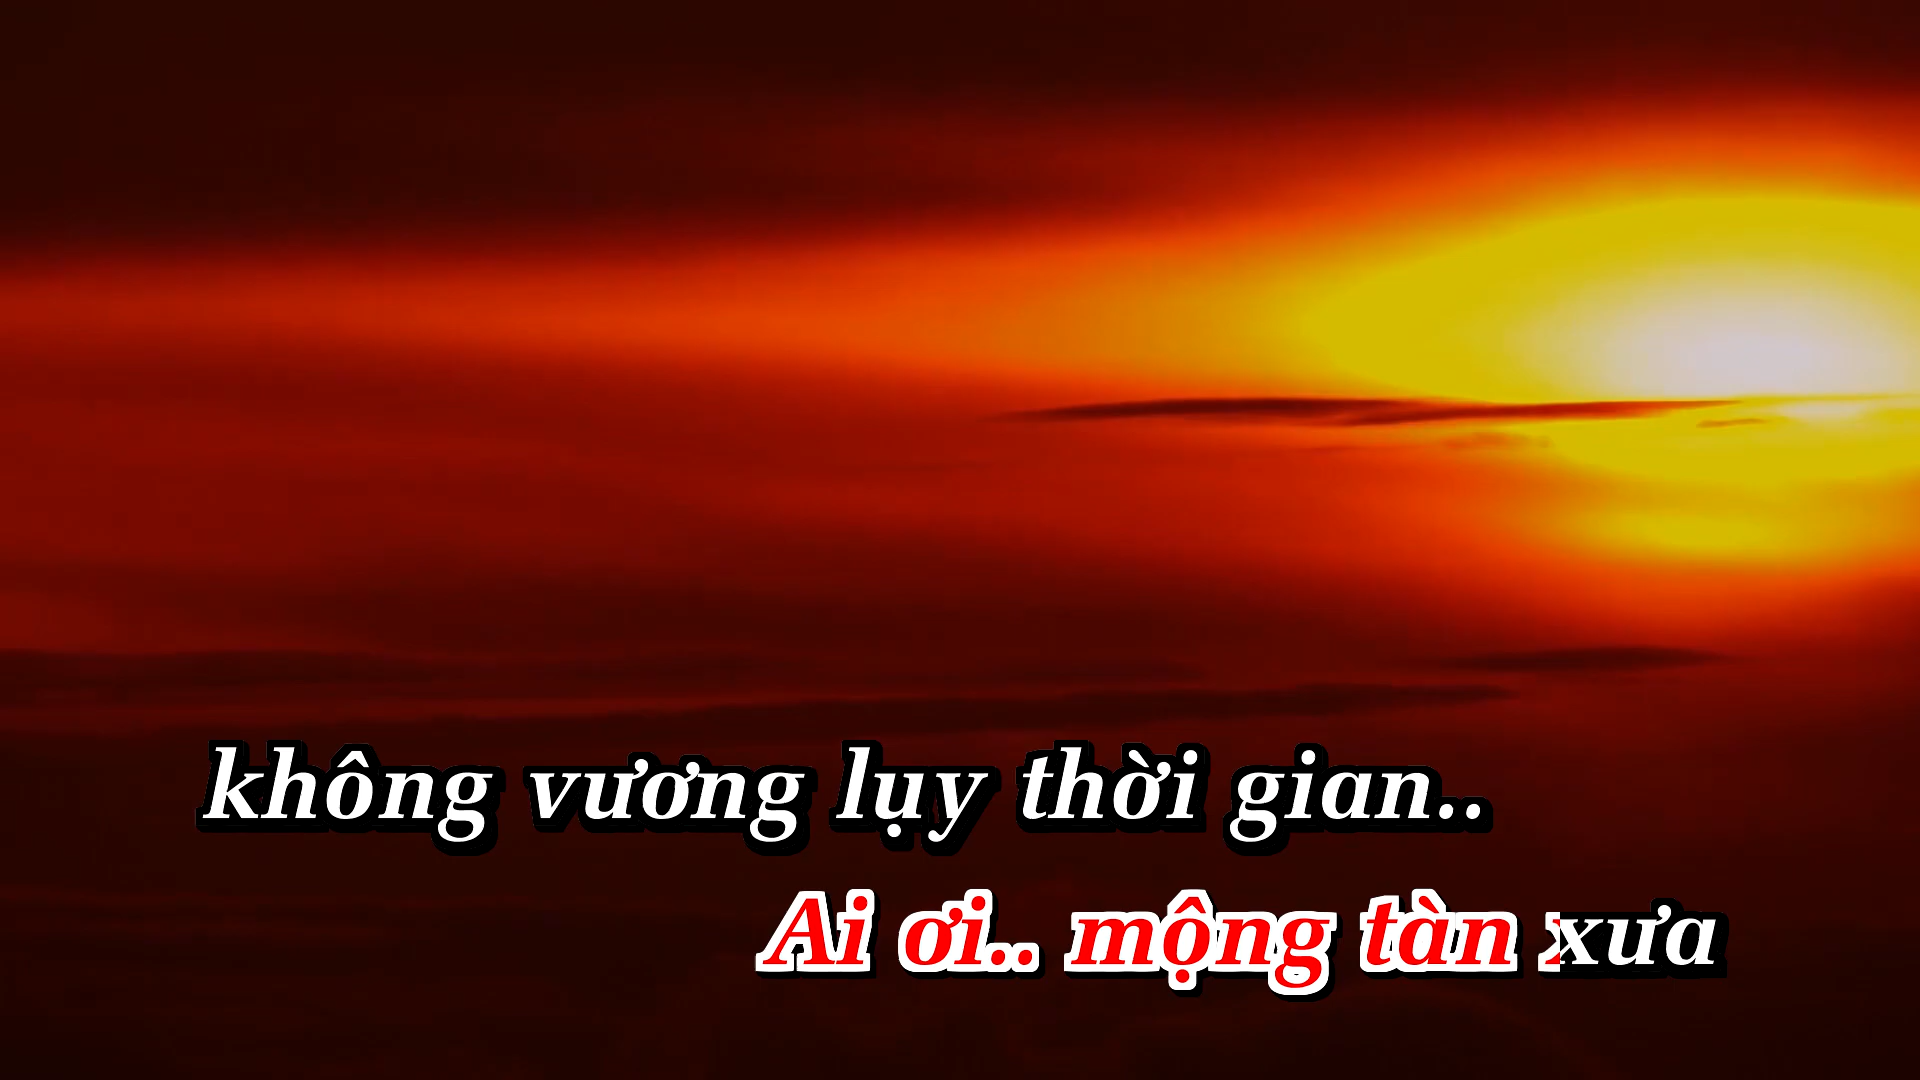 không vương lụy thời gian..
Ai ơi.. mộng tàn xưa